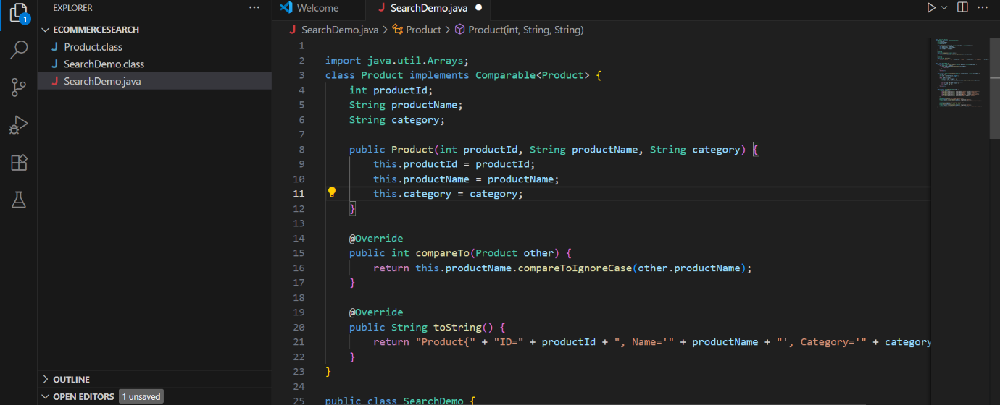 EXPLORER
1
ECOMMERCESEARCH
Product.class
SearchDemo.class
SearchDemo.java
OUTLINE
OPEN EDITORS 1 unsaved
Welcome
SearchDemo.java
SearchDemo.java > Product > Product(int, String, String)
1
2 import java.util.Arrays;
3 class Product implements Comparable<Product> {
4 int productId;
5 String productName;
6 String category;
7
8 public Product(int productId, String productName, String category) {
9 this.productId = productId;
10 this.productName = productName;
11 this.category = category;
12 }
13
14 @Override
15 public int compareTo(Product other) {
16 return this.productName.compareToIgnoreCase(other.productName);
17 }
18
19 @Override
20 public String toString() {
21 return "Product{" + "ID=" + productId + ", Name='" + productName + "', Category='" + category
22 }
23 }
24
25 public class SearchDemo {